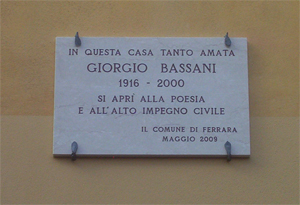 IN QUESTA CASA TANTO AMATA
GIORGIO BASSANI
1916 - 2000
SI APRÍ ALLA POESIA
E ALL'ALTO IMPEGNO CIVILE
IL COMUNE DI FERRARA
MAGGIO 2009